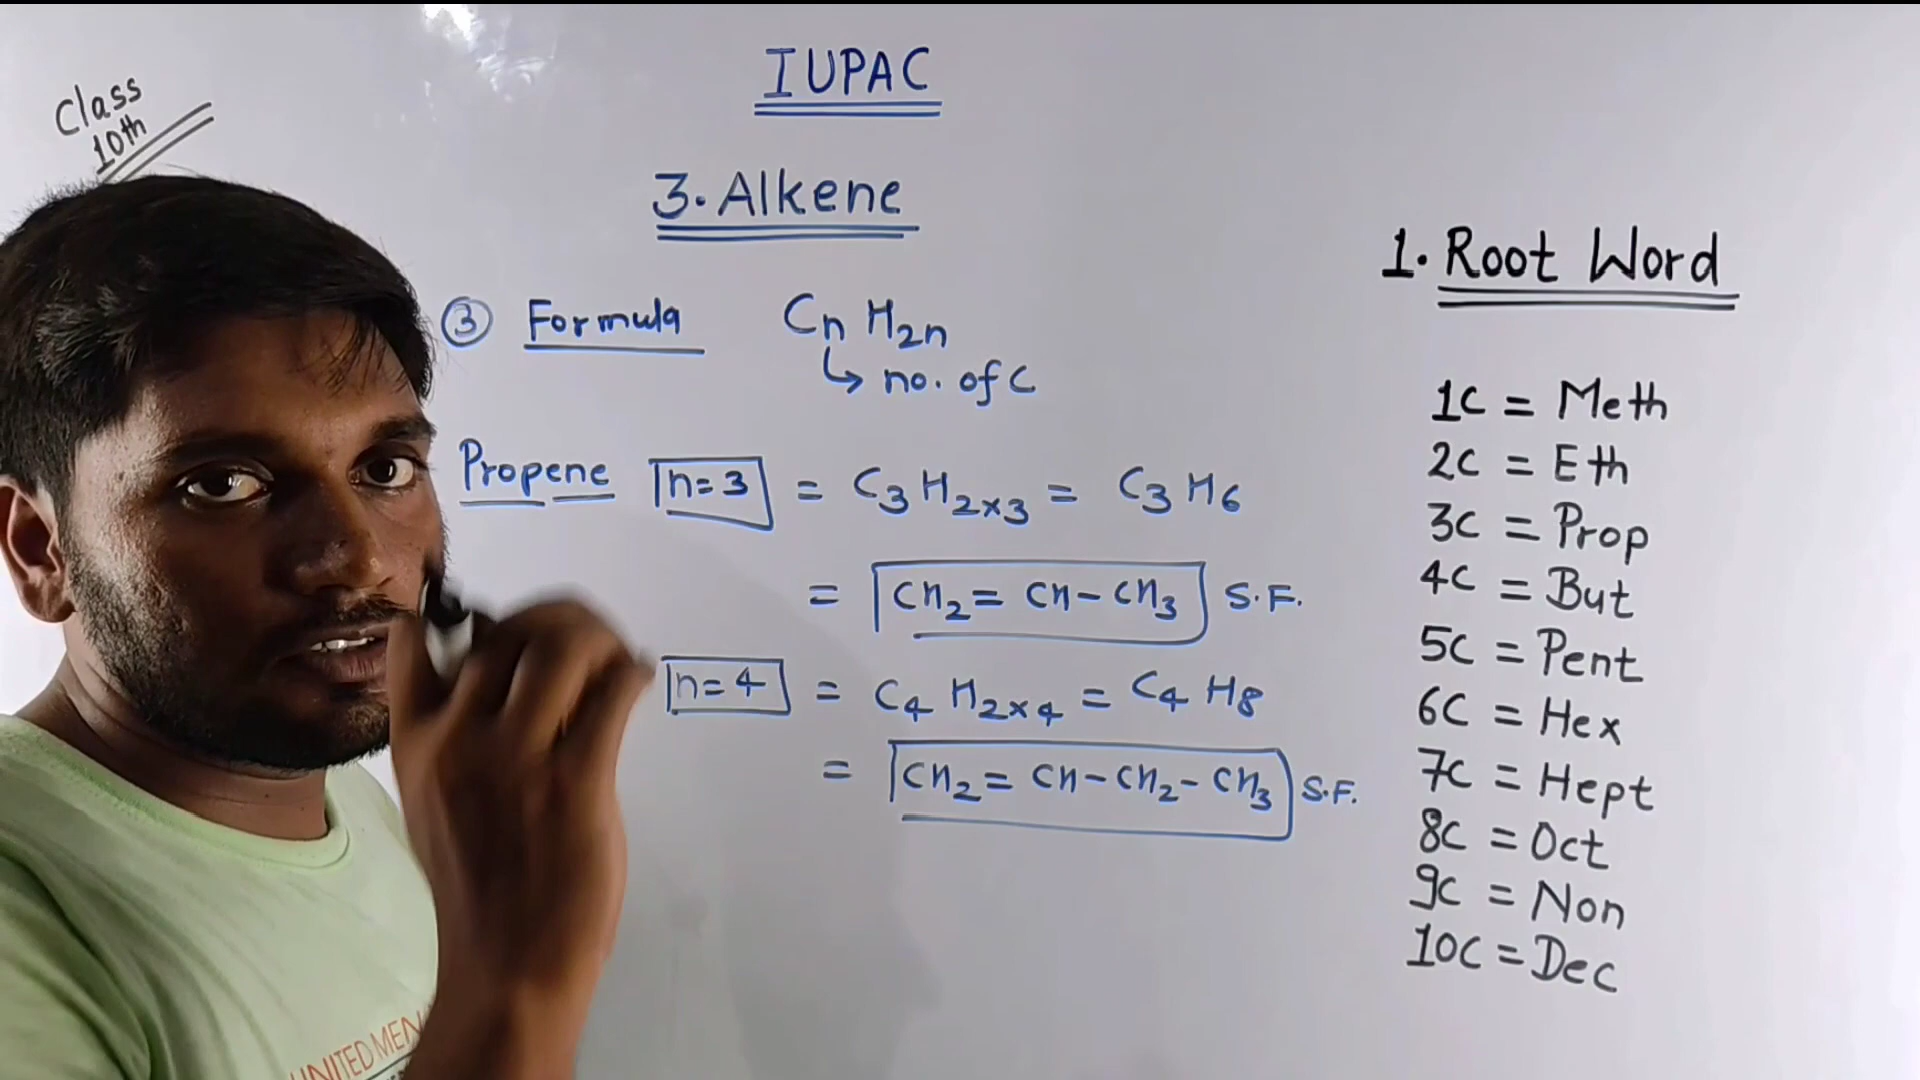 Class
10th
IUPAC
3. Alkene
③ Formula CnH2n
↳ no. of C
Propene n=3 = C3H2×3 = C3H6
= CH2= CH-CH3 S.F.
n=4 = C4H2×4 = C4H8
= CH2= CH-CH2-CH3 S.F.
1. Root Word
1C = Meth
2C = Eth
3C = Prop
4C = But
5C = Pent
6C = Hex
7C = Hept
8C = Oct
9C = Non
10C = Dec
UNITED MEN